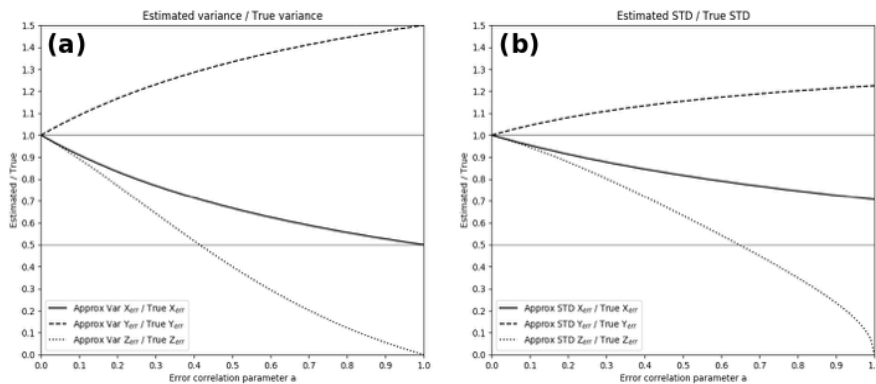 Estimated variance / True variance
(a)
Estimated / True
1.5
1.4
1.3
1.2
1.1
1.0
0.9
0.8
0.7
0.6
0.5
0.4
0.3
0.2
0.1
0.0
Approx Var Xerr / True Xerr
Approx Var Yerr / True Yerr
Approx Var Zerr / True Zerr
0.0 0.1 0.2 0.3 0.4 0.5 0.6 0.7 0.8 0.9 1.0
Error correlation parameter a
Estimated STD / True STD
(b)
Estimated / True
1.5
1.4
1.3
1.2
1.1
1.0
0.9
0.8
0.7
0.6
0.5
0.4
0.3
0.2
0.1
0.0
Approx STD Xerr / True Xerr
Approx STD Yerr / True Yerr
Approx STD Zerr / True Zerr
0.0 0.1 0.2 0.3 0.4 0.5 0.6 0.7 0.8 0.9 1.
Error correlation parameter a